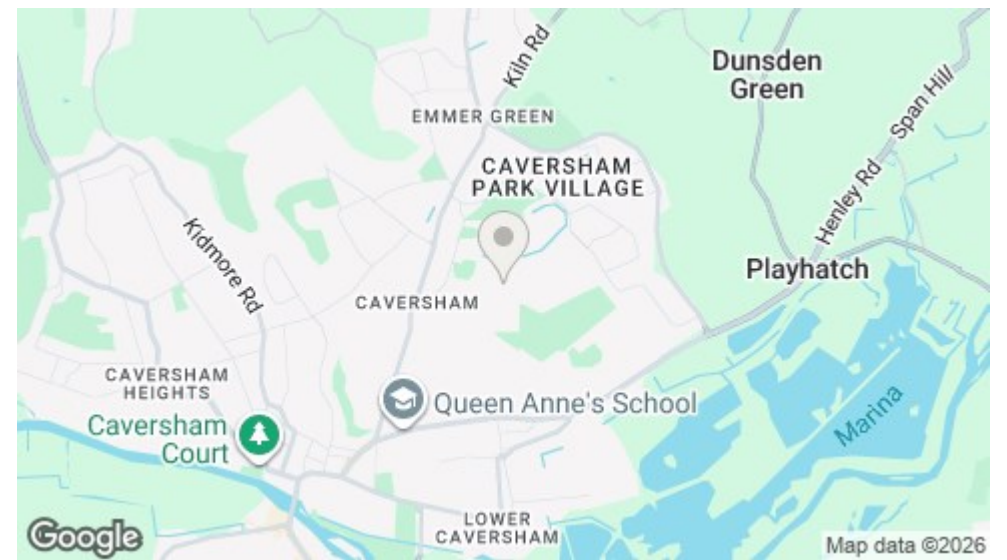 Kiln Rd
Dunsden
Green
Span Hill
EMMER GREEN
CAVERSHAM
PARK VILLAGE
Henley Rd
Kidmore Rd
Playhatch
CAVERSHAM
CAVERSHAM
HEIGHTS
Queen Anne's School
Caversham
Court
Marina
LOWER
CAVERSHAM
Google
Map data ©2026